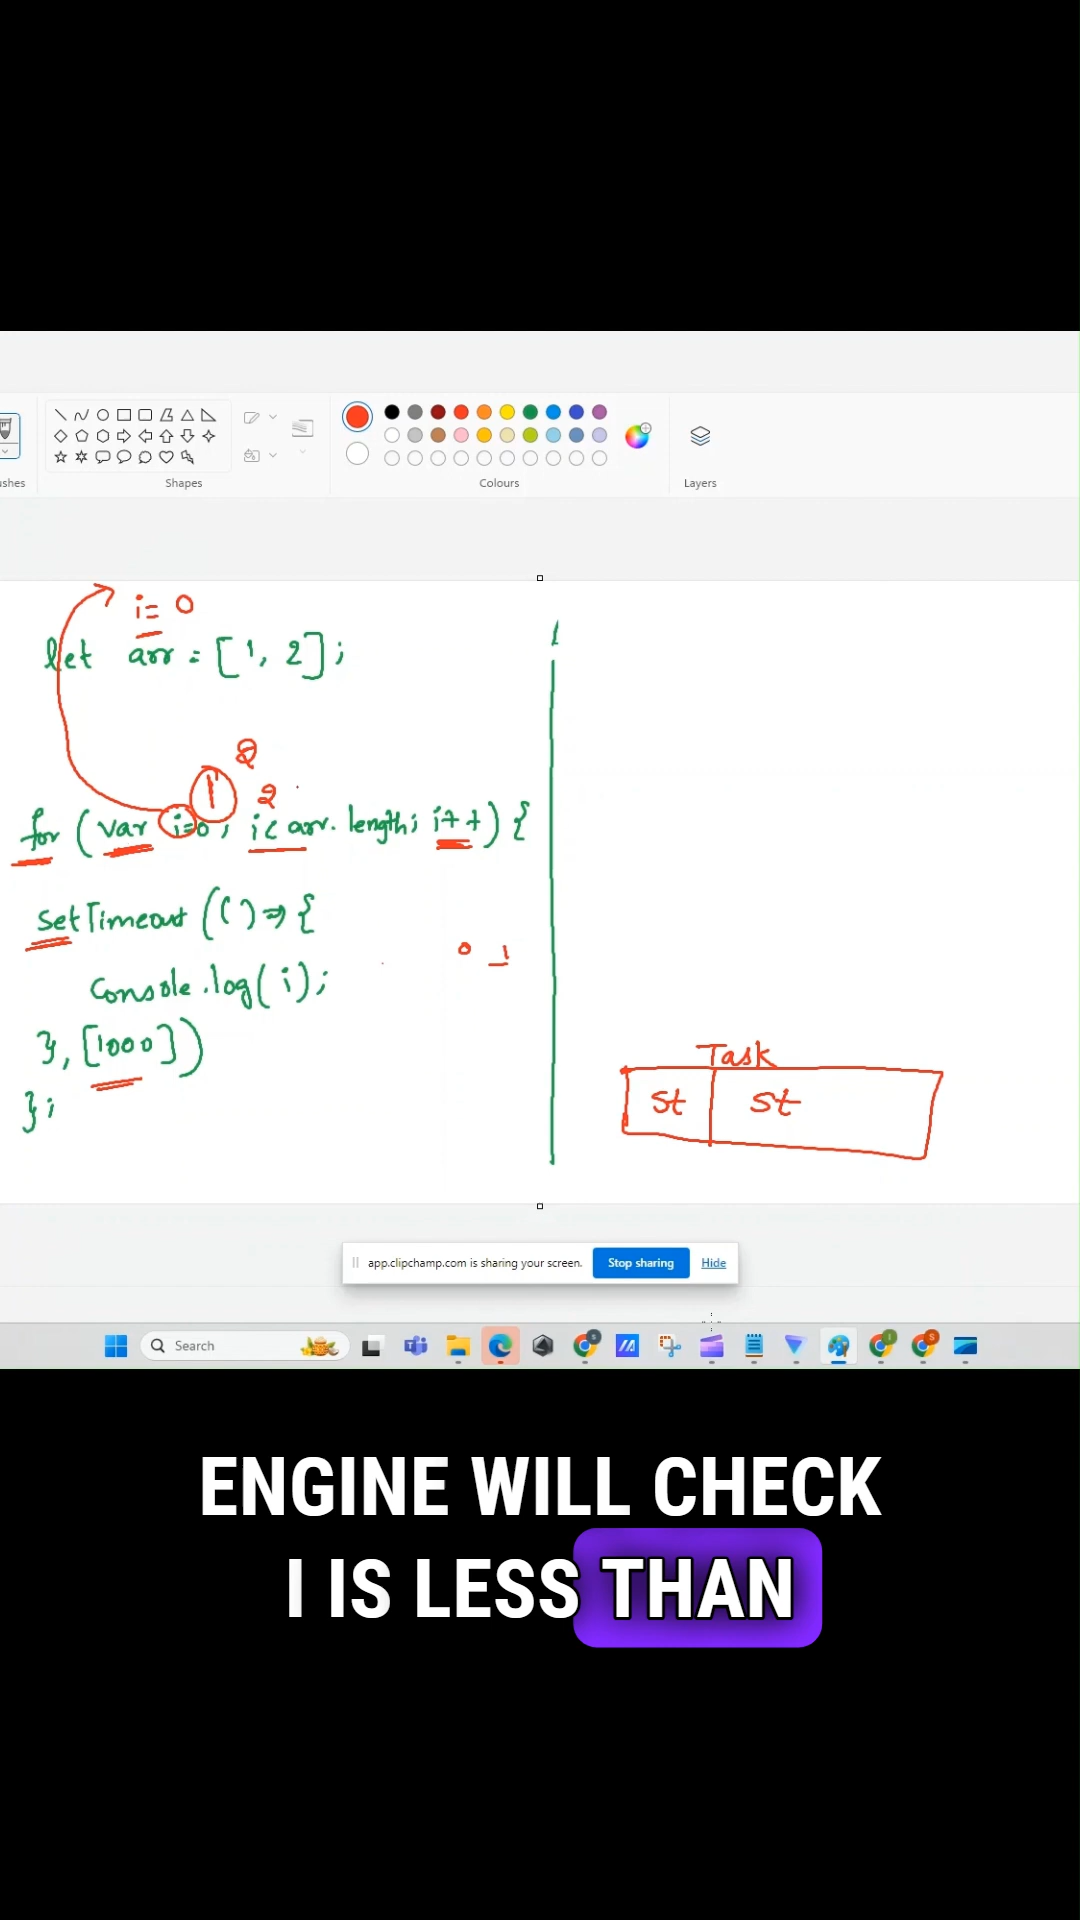 shes
Shapes
Colours
Layers
i= 0
let arr = [1, 2];
2
1 2
for (var i=0; i< arr. length; i++) {
setTimeout (()=>{
0 1
Console.log( i );
}, [1000])
};
Task
st st
app.clipchamp.com is sharing your screen. Stop sharing Hide
Search
ENGINE WILL CHECK
I IS LESS THAN